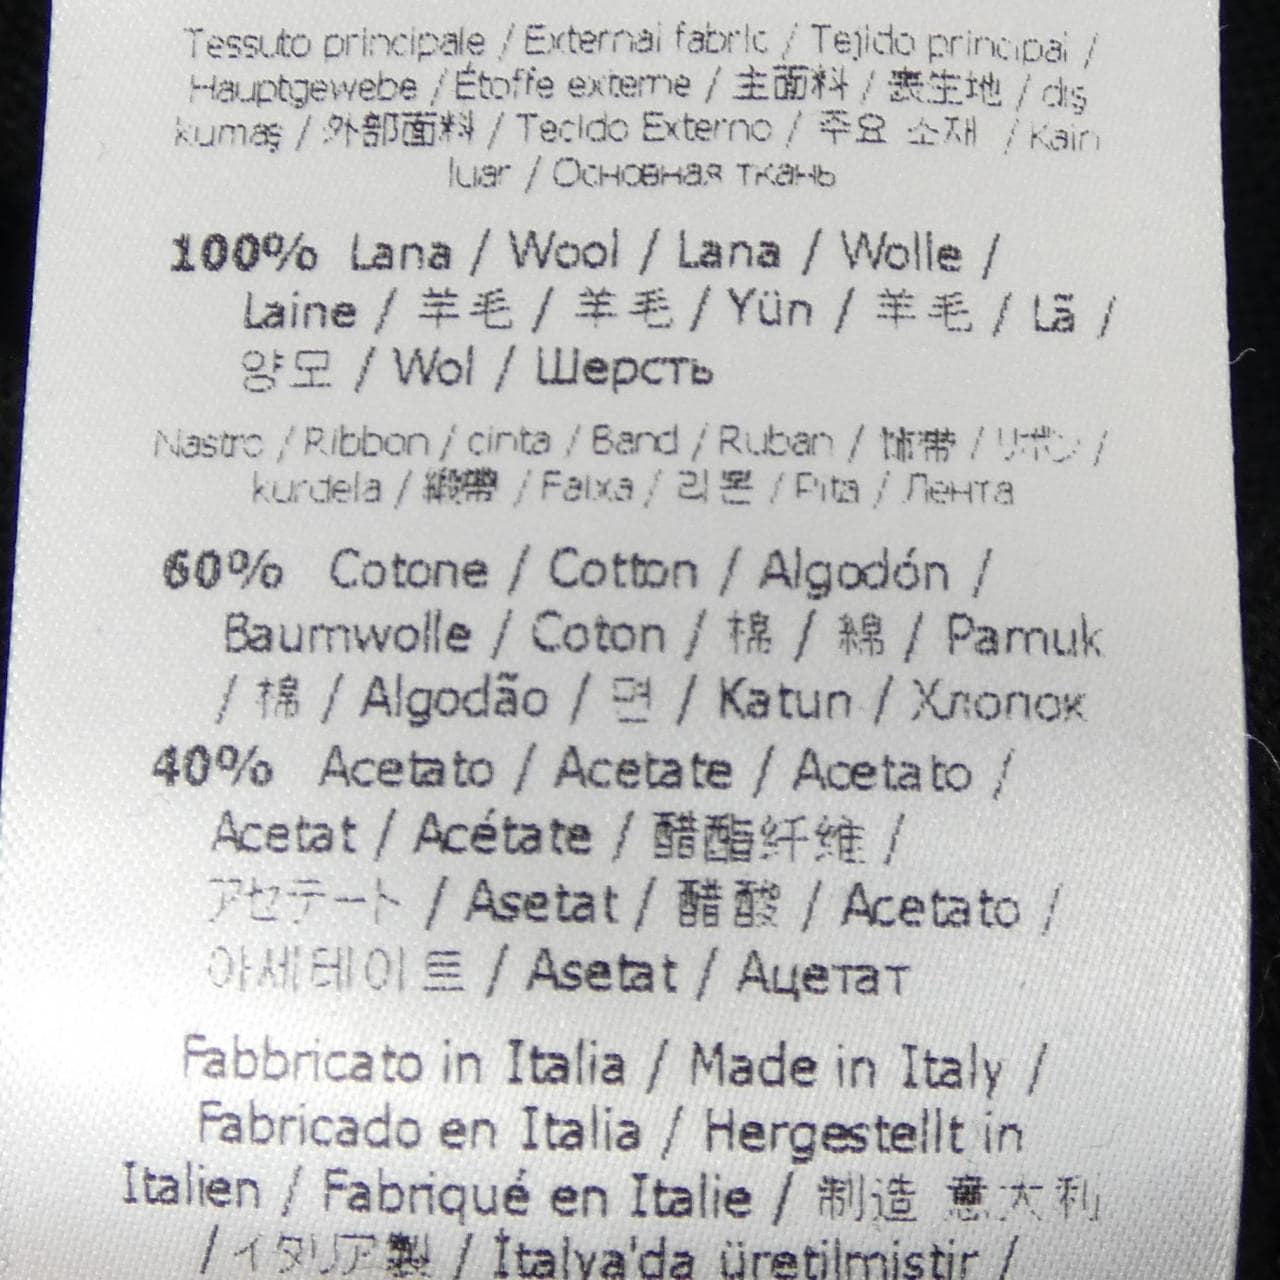 Tessuto principale / External fabric / Tejido principal /
Hauptgewebe / Étoffe externe / 主面料 / 表生地 / dış
kumaş / 外部面料 / Tecido Externo / 주요 소재 / Kain
luar / Основная ткань
100% Lana / Wool / Lana / Wolle /
Laine / 羊毛 / 羊毛 / Yün / 羊毛 / Lã /
양모 / Wol / Шерсть
Nastro / Ribbon / cinta / Band / Ruban / 饰带 / リボン /
kurdela / 緞帶 / Faixa / 리본 / Pita / Лента
60% Cotone / Cotton / Algodón /
Baumwolle / Coton / 棉 / 綿 / Pamuk
/ 棉 / Algodão / 면 / Katun / Хлопок
40% Acetato / Acetate / Acetato /
Acetat / Acétate / 醋酯纤维 /
アセテート / Asetat / 醋酸 / Acetato /
아세테이트 / Asetat / Ацетат
Fabbricato in Italia / Made in Italy /
Fabricado en Italia / Hergestellt in
Italien / Fabriqué en Italie / 制造 意大利
/ イタリア製 / İtalya'da üretilmiştir /